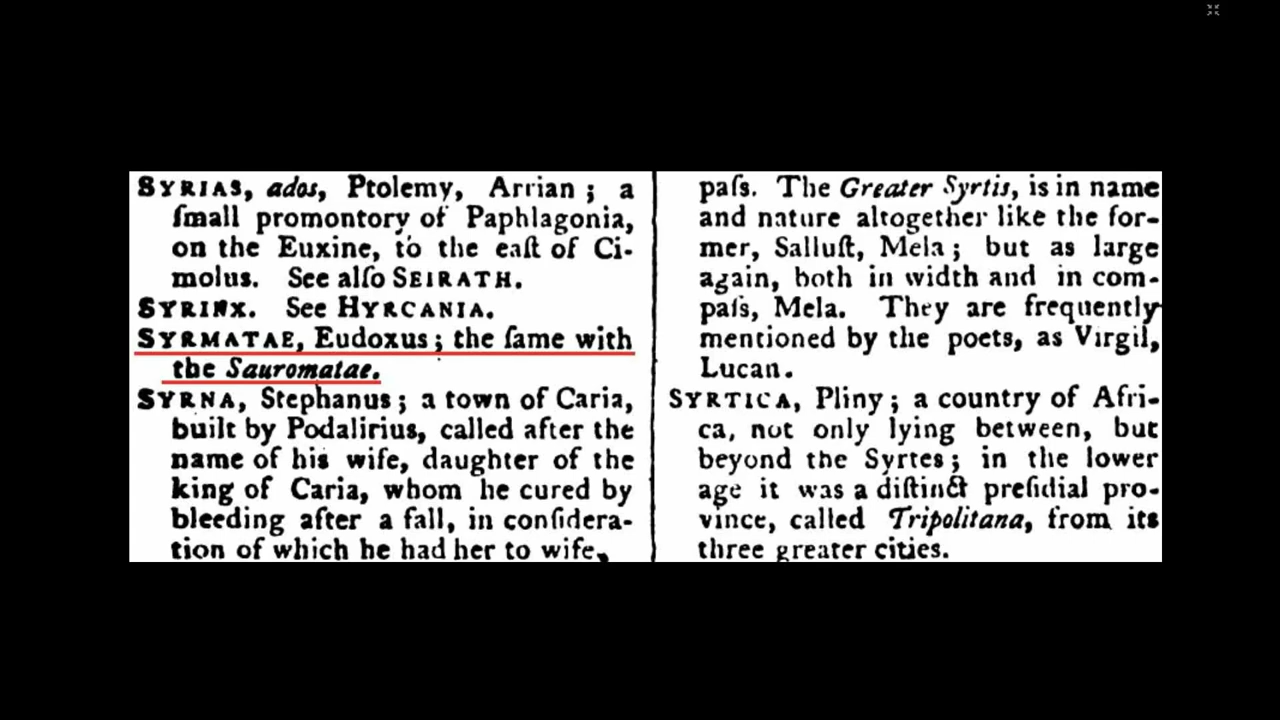 SYRIAS, ados, Ptolemy, Arrian; a
ſmall promontory of Paphlagonia,
on the Euxine, to the eaſt of Ci-
molus. See alſo SEIRATH.
SYRINX. See HYRCANIA.
SYRMATAE, Eudoxus; the ſame with
the Sauromatae.
SYRNA, Stephanus; a town of Caria,
built by Podalirius, called after the
name of his wife, daughter of the
king of Caria, whom he cured by
bleeding after a fall, in conſidera-
tion of which he had her to wife,
paſs. The Greater Syrtis, is in name
and nature altogether like the for-
mer, Salluſt, Mela; but as large
again, both in width and in com-
paſs, Mela. They are frequently
mentioned by the poets, as Virgil,
Lucan.
SYRTICA, Pliny; a country of Afri-
ca, not only lying between, but
beyond the Syrtes; in the lower
age it was a diſtinct preſidial pro-
vince, called Tripolitana, from its
three greater cities.